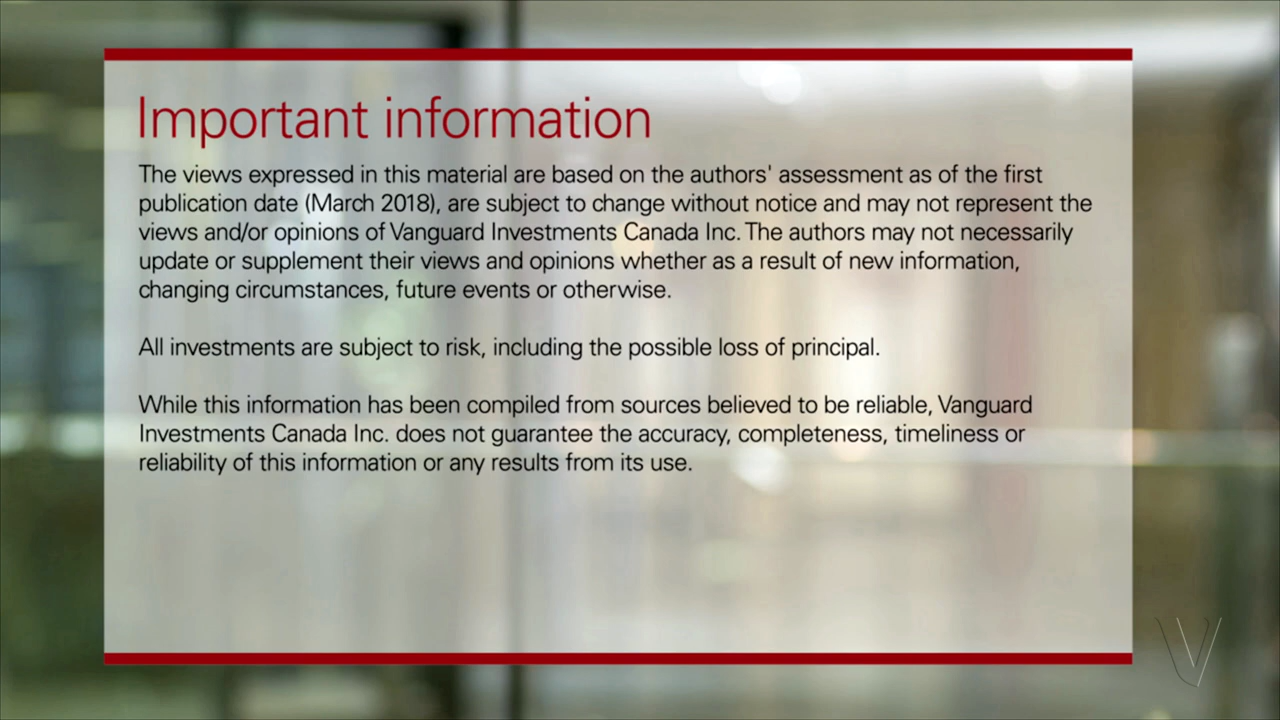 Important information
The views expressed in this material are based on the authors' assessment as of the first
publication date (March 2018), are subject to change without notice and may not represent the
views and/or opinions of Vanguard Investments Canada Inc. The authors may not necessarily
update or supplement their views and opinions whether as a result of new information,
changing circumstances, future events or otherwise.
All investments are subject to risk, including the possible loss of principal.
While this information has been compiled from sources believed to be reliable, Vanguard
Investments Canada Inc. does not guarantee the accuracy, completeness, timeliness or
reliability of this information or any results from its use.
V